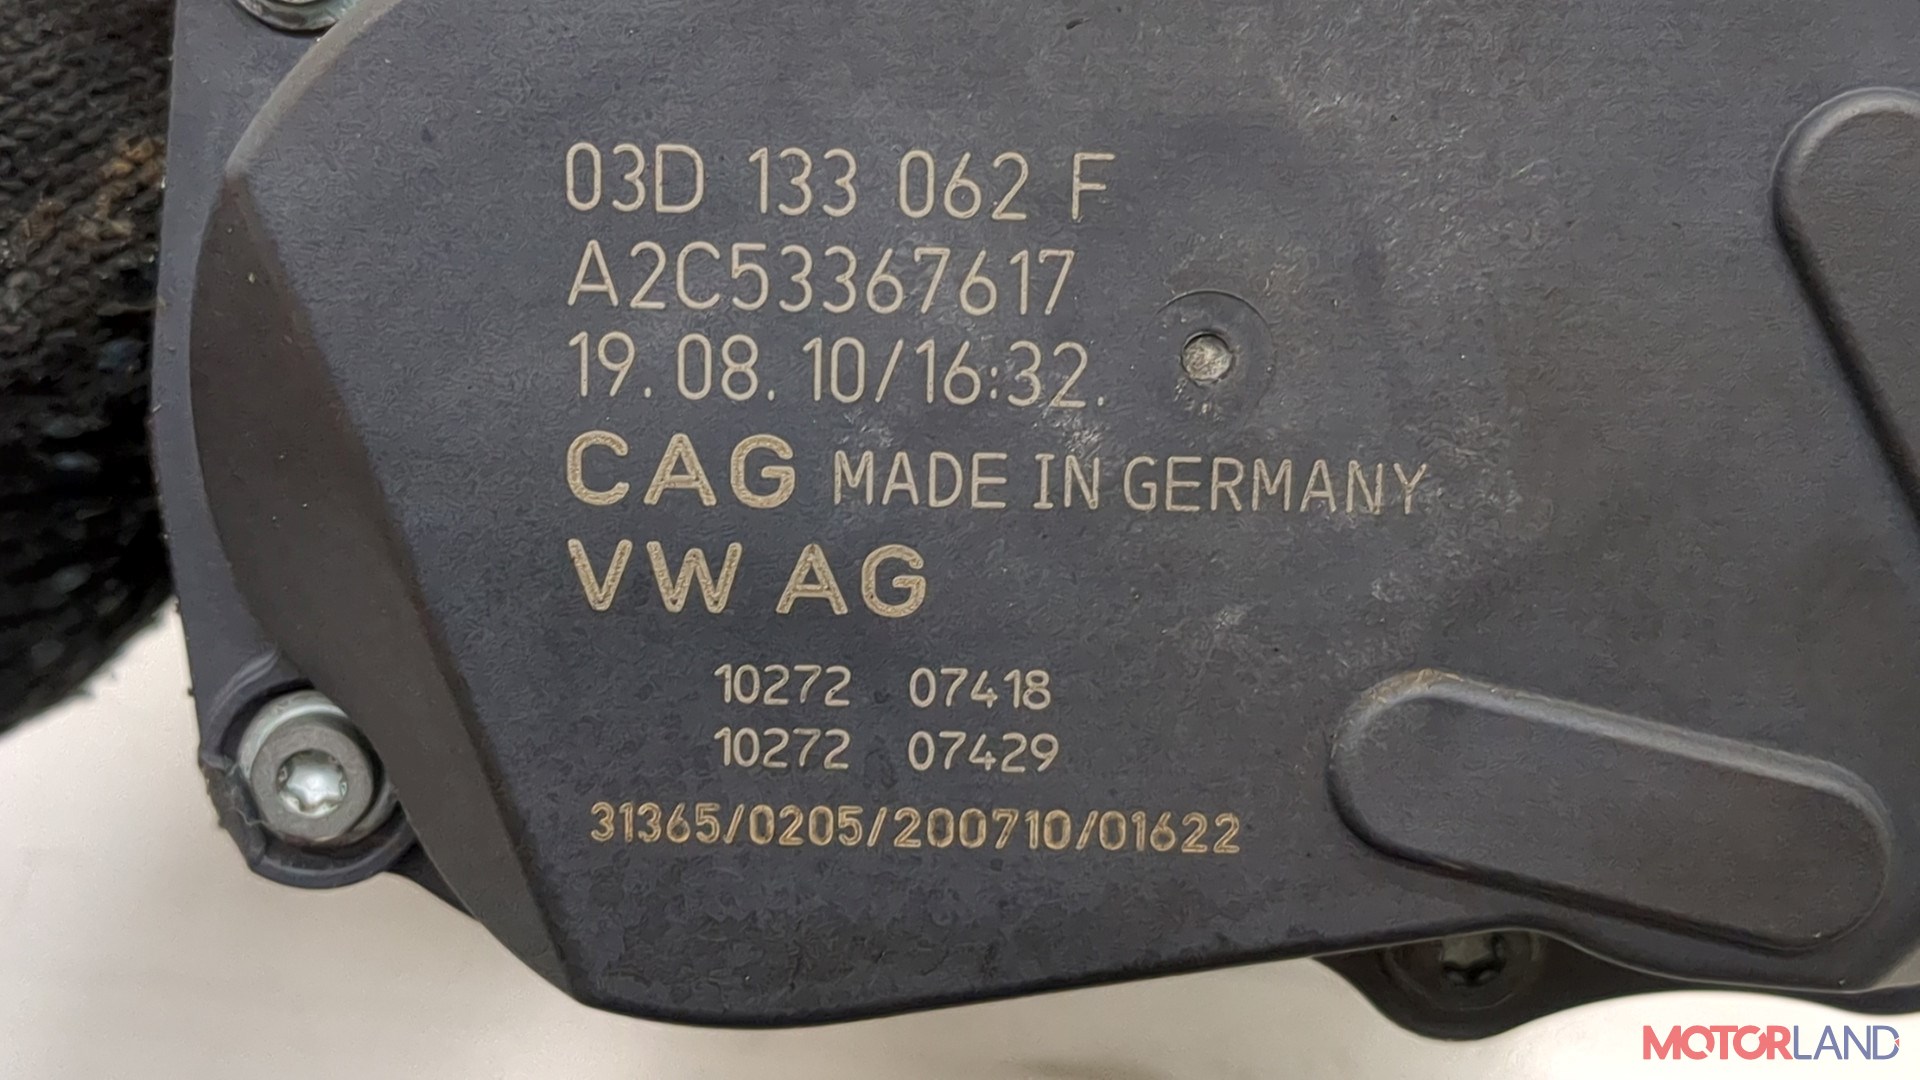 03D 133 062 F
A2C53367617
19.08.10/16:32.
CAG MADE IN GERMANY
VW AG
10272 07418
10272 07429
31365/0205/200710/01622
MOTORLAND